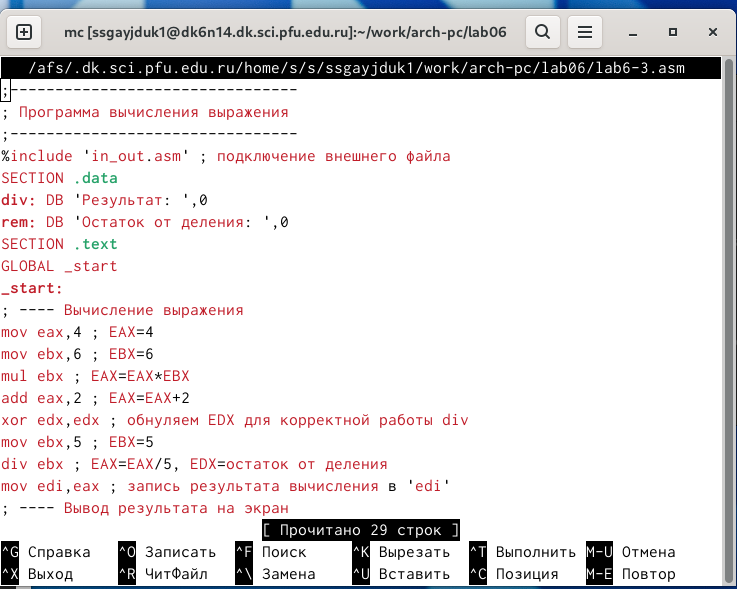 mc [ssgayjduk1@dk6n14.dk.sci.pfu.edu.ru]:~/work/arch-pc/lab06
/afs/.dk.sci.pfu.edu.ru/home/s/s/ssgayjduk1/work/arch-pc/lab06/lab6-3.asm
;--------------------------------
; Программа вычисления выражения
;--------------------------------
%include 'in_out.asm' ; подключение внешнего файла
SECTION .data
div: DB 'Результат: ',0
rem: DB 'Остаток от деления: ',0
SECTION .text
GLOBAL _start
_start:
; ---- Вычисление выражения
mov eax,4 ; EAX=4
mov ebx,6 ; EBX=6
mul ebx ; EAX=EAX*EBX
add eax,2 ; EAX=EAX+2
xor edx,edx ; обнуляем EDX для корректной работы div
mov ebx,5 ; EBX=5
div ebx ; EAX=EAX/5, EDX=остаток от деления
mov edi,eax ; запись результата вычисления в 'edi'
; ---- Вывод результата на экран
[ Прочитано 29 строк ]
^G Справка ^O Записать ^F Поиск ^K Вырезать ^T Выполнить M-U Отмена
^X Выход ^R ЧитФайл ^\ Замена ^U Вставить ^C Позиция M-E Повтор